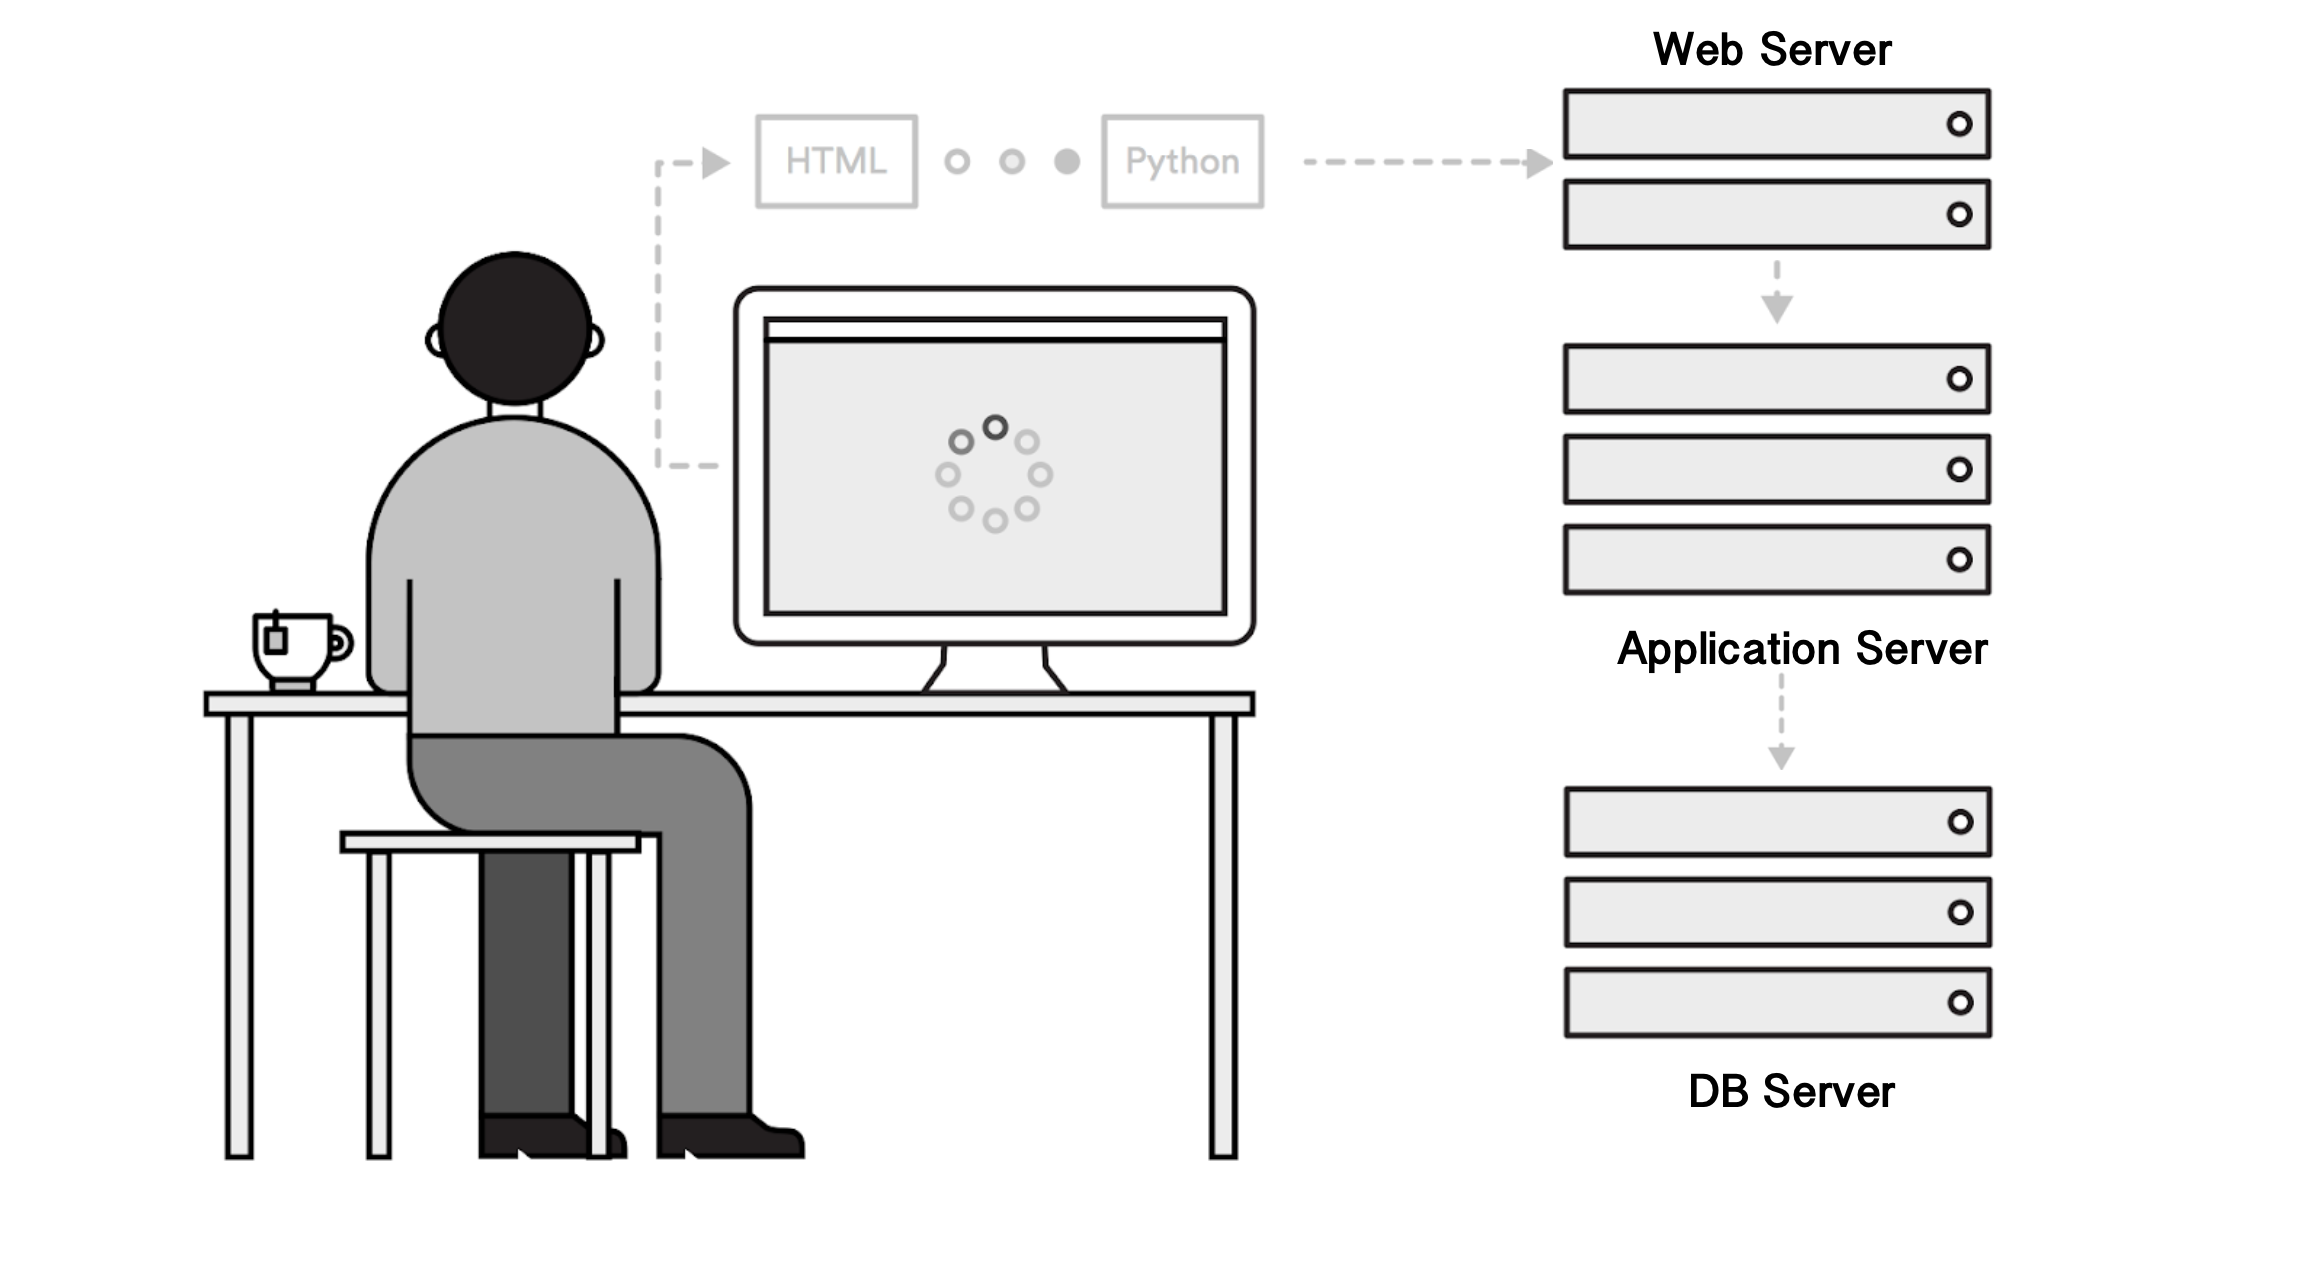 Web Server
HTML
Python
Application Server
DB Server